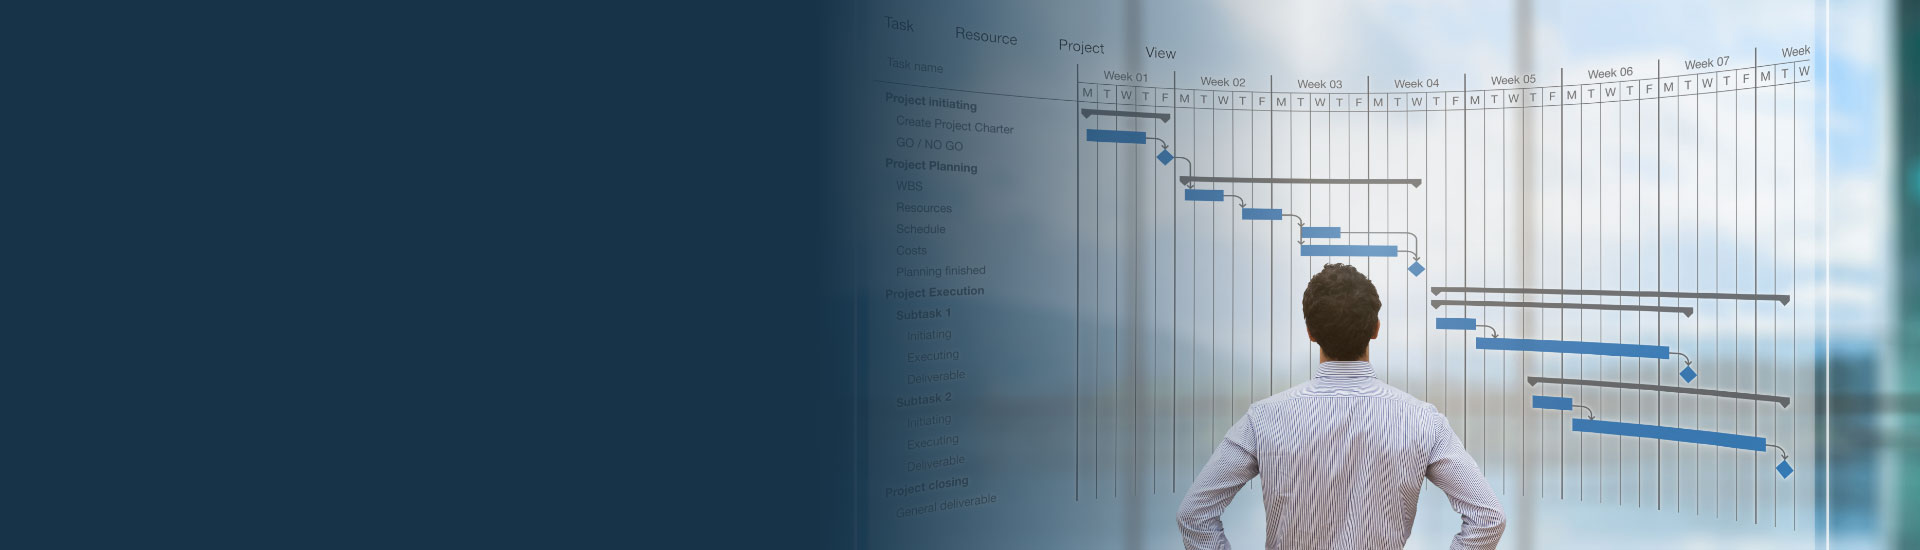 Task Resource Project View
Task name
Week 01 Week 02 Week 03 Week 04 Week 05 Week 06 Week 07 Week
M T W T F M T W T F M T W T F M T W T F M T W T F M T W T F M T W T F M T W
Project initiating
Create Project Charter
GO / NO GO
Project Planning
WBS
Resources
Schedule
Costs
Planning finished
Project Execution
Subtask 1
Initiating
Executing
Deliverable
Subtask 2
Initiating
Executing
Deliverable
Project closing
General deliverable